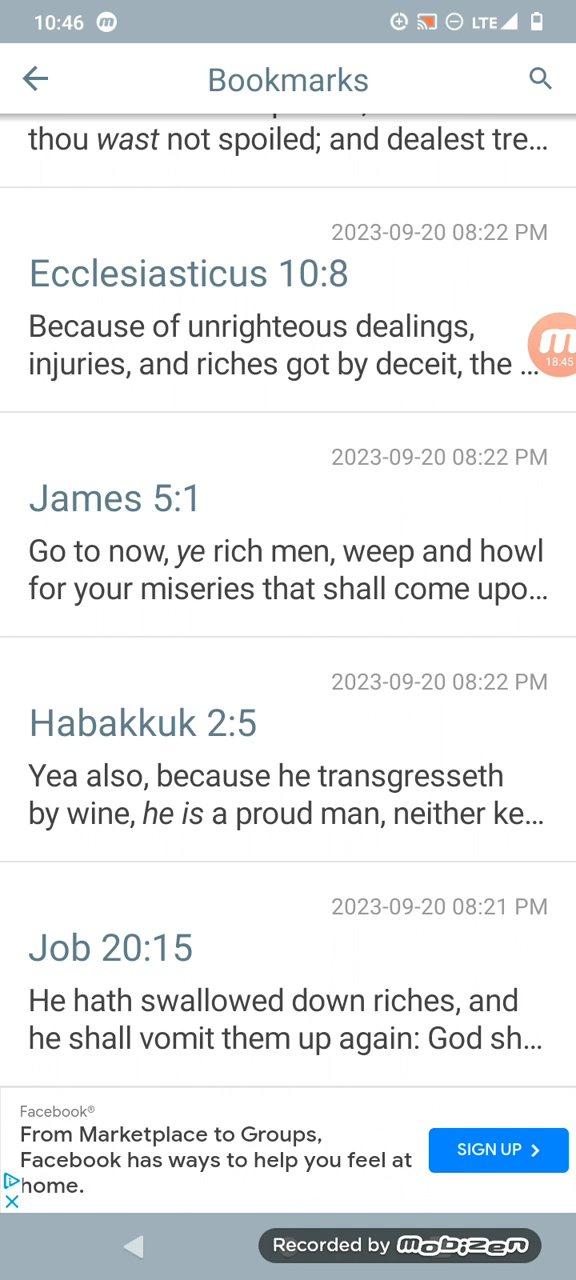 10:46 m LTE
Bookmarks
thou wast not spoiled; and dealest tre...
2023-09-20 08:22 PM
Ecclesiasticus 10:8
Because of unrighteous dealings,
injuries, and riches got by deceit, the ...
m
18:45
2023-09-20 08:22 PM
James 5:1
Go to now, ye rich men, weep and howl
for your miseries that shall come upo...
2023-09-20 08:22 PM
Habakkuk 2:5
Yea also, because he transgresseth
by wine, he is a proud man, neither ke...
2023-09-20 08:21 PM
Job 20:15
He hath swallowed down riches, and
he shall vomit them up again: God sh...
Facebook®
From Marketplace to Groups,
Facebook has ways to help you feel at
home.
SIGN UP
Recorded by mobizen